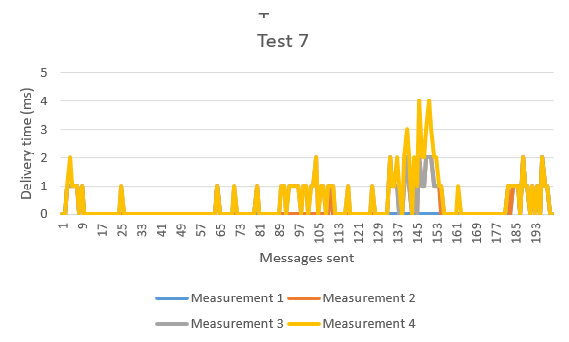 Test 7
Delivery time (ms)
5
4
3
2
1
0
1 9 17 25 33 41 49 57 65 73 81 89 97 105 113 121 129 137 145 153 161 169 177 185 193
Messages sent
Measurement 1 Measurement 2
Measurement 3 Measurement 4